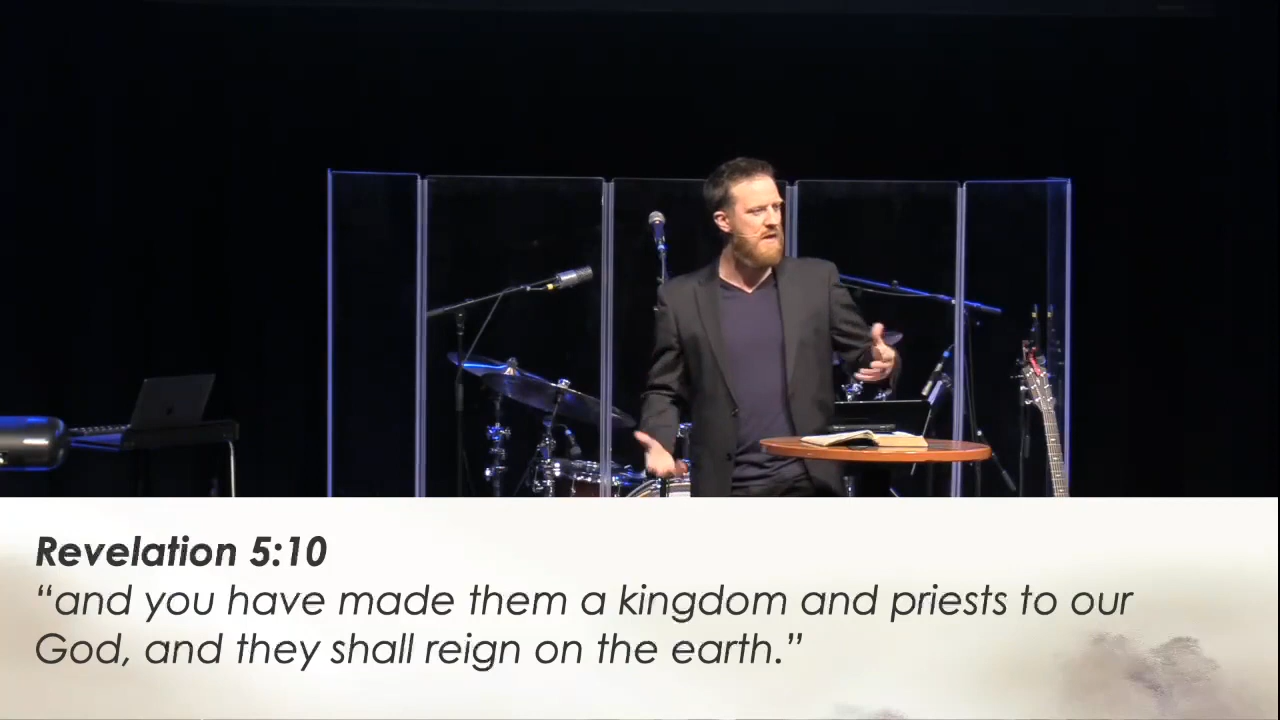 Revelation 5:10
“and you have made them a kingdom and priests to our
God, and they shall reign on the earth.”